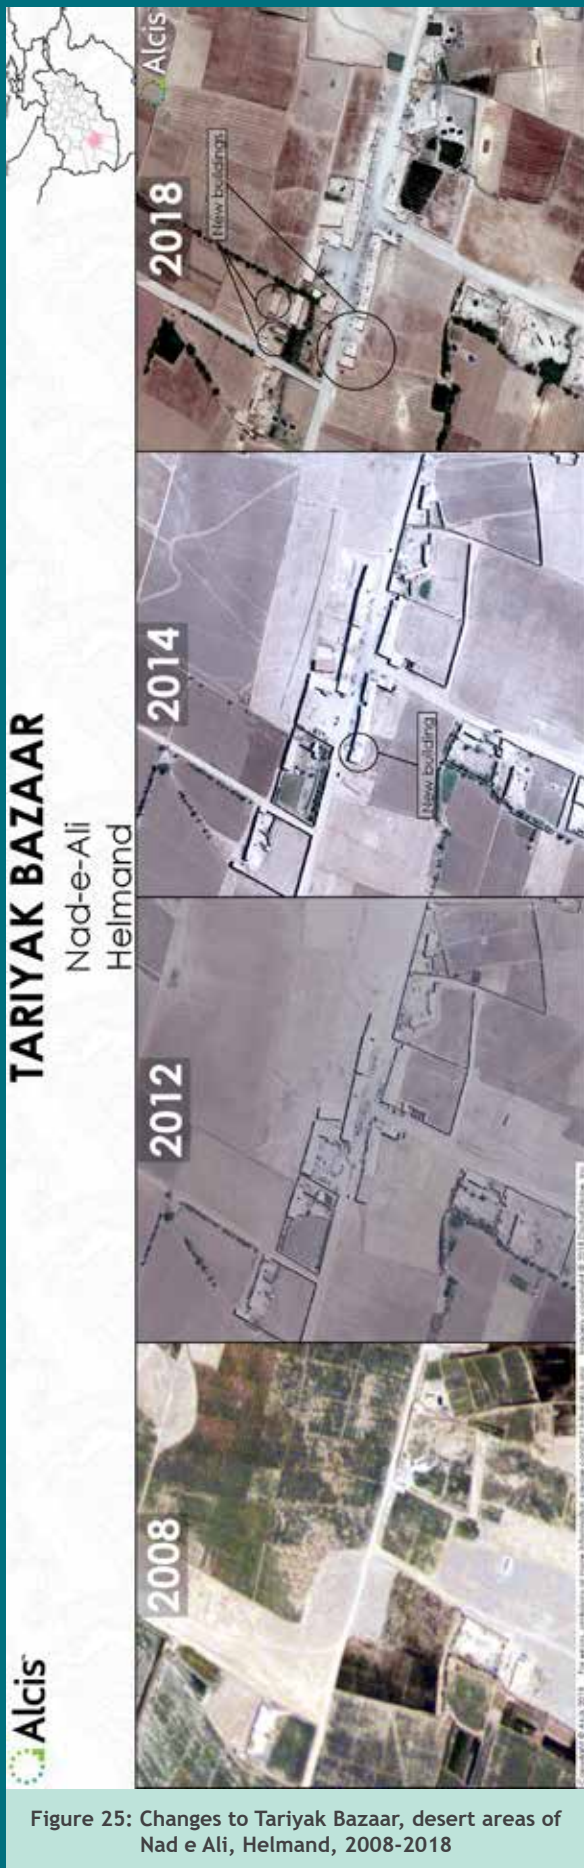 Alcis
TARIYAK BAZAAR
Nad-e-Ali
Helmand
2008
2012
2014
New building
2018
New buildings
Alcis
Figure 25: Changes to Tariyak Bazaar, desert areas of
Nad e Ali, Helmand, 2008-2018